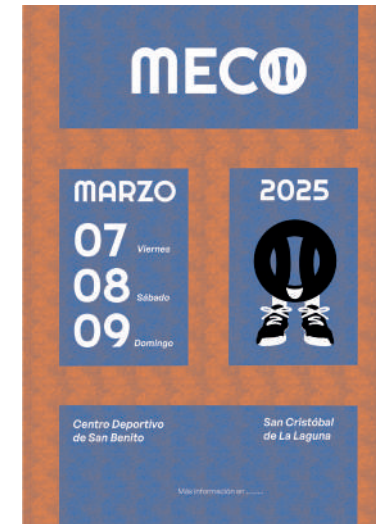 MECO
MARZO
07 Viernes
08 Sábado
09 Domingo
2025
Centro Deportivo
de San Benito
San Cristóbal
de La Laguna
Más información en ........